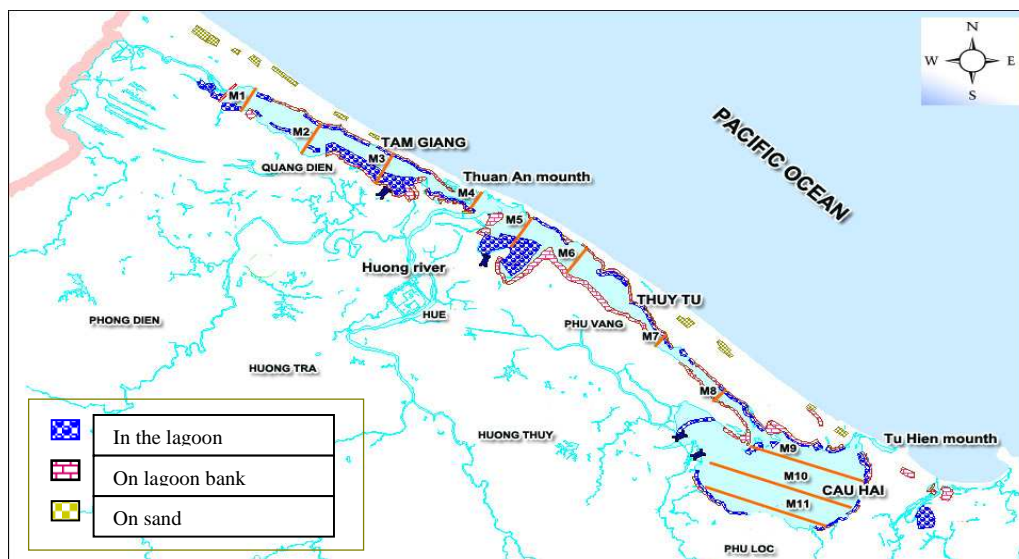 N
W E
S
M1
M2
TAM GIANG
M3
QUANG DIEN
Thuan An mounth
M4
PACIFIC OCEAN
M5
M6
Huong river
THUY TU
HUE
PHONG DIEN
PHU VANG
M7
HUONG TRA
M8
In the lagoon
On lagoon bank
On sand
HUONG THUY
Tu Hien mounth
M9
M10
CAU HAI
M11
PHU LOC